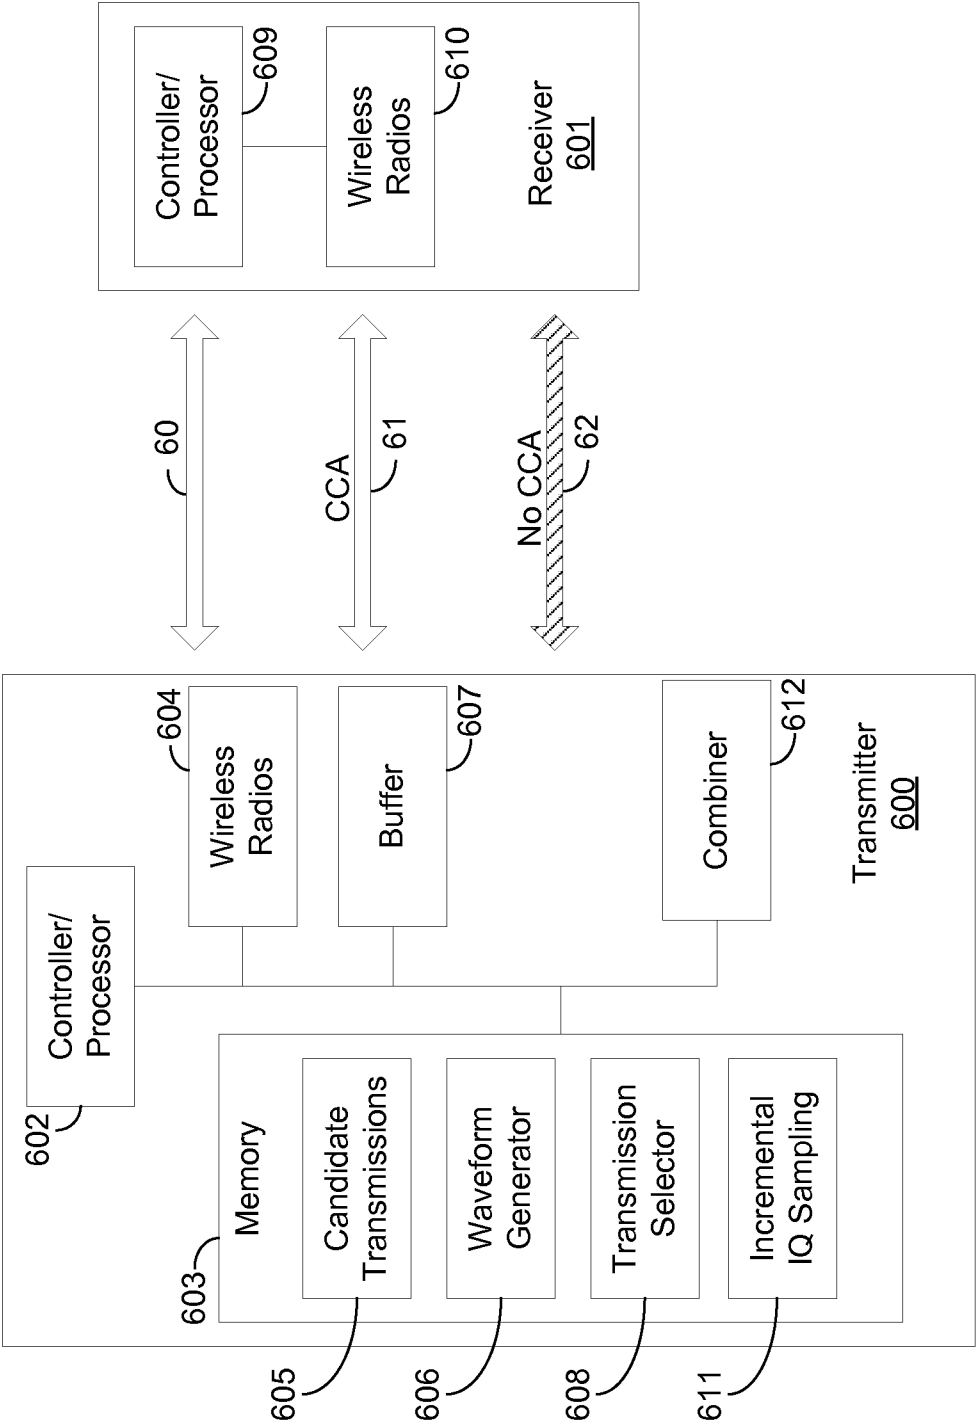 602
Controller/
Processor
604
Wireless
Radios
607
Buffer
Combiner
612
Transmitter
600
603
Memory
605
Candidate
Transmissions
606
Waveform
Generator
608
Transmission
Selector
611
Incremental
IQ Sampling
60
CCA
61
No CCA
62
Controller/
Processor
609
Wireless
Radios
610
Receiver
601